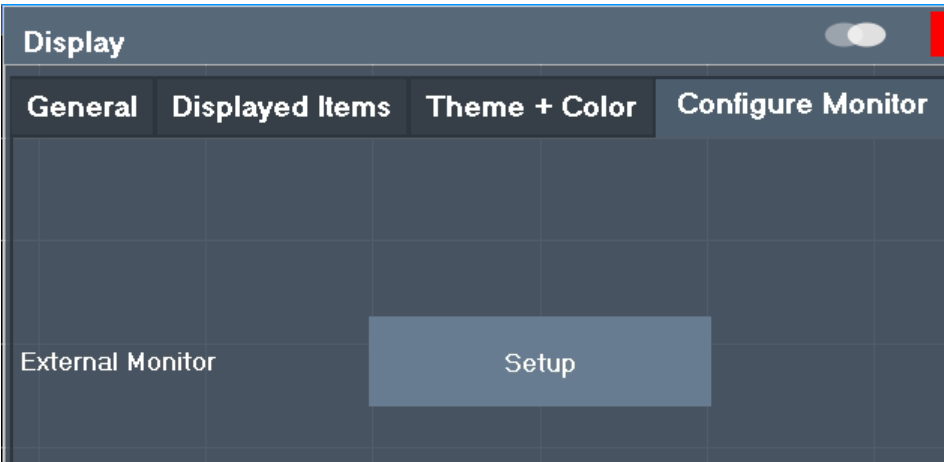 Display
General Displayed Items Theme + Color Configure Monitor
External Monitor Setup